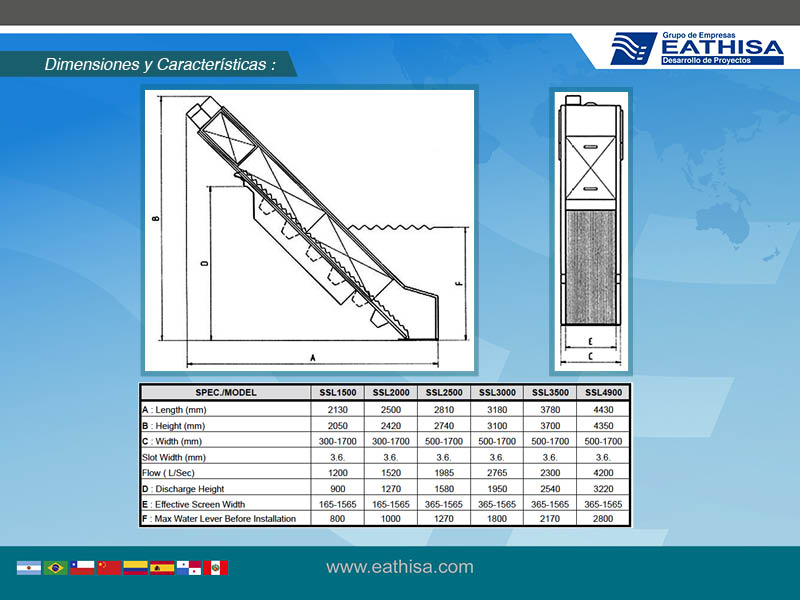 Grupo de Empresas
EATHISA
Desarrollo de Proyectos
Dimensiones y Características :
B
D
F
A
E
C
SPEC./MODEL SSL1500 SSL2000 SSL2500 SSL3000 SSL3500 SSL4900
A : Length (mm) 2130 2500 2810 3180 3780 4430
B : Height (mm) 2050 2420 2740 3100 3700 4350
C : Width (mm) 300-1700 300-1700 500-1700 500-1700 500-1700 500-1700
Slot Width (mm) 3.6. 3.6. 3.6. 3.6. 3.6. 3.6.
Flow ( L/Sec) 1200 1520 1985 2765 2300 4200
D : Discharge Height 900 1270 1580 1950 2540 3220
E : Effective Screen Width 165-1565 165-1565 365-1565 365-1565 365-1565 365-1565
F : Max Water Lever Before Installation 800 1000 1270 1800 2170 2800
www.eathisa.com